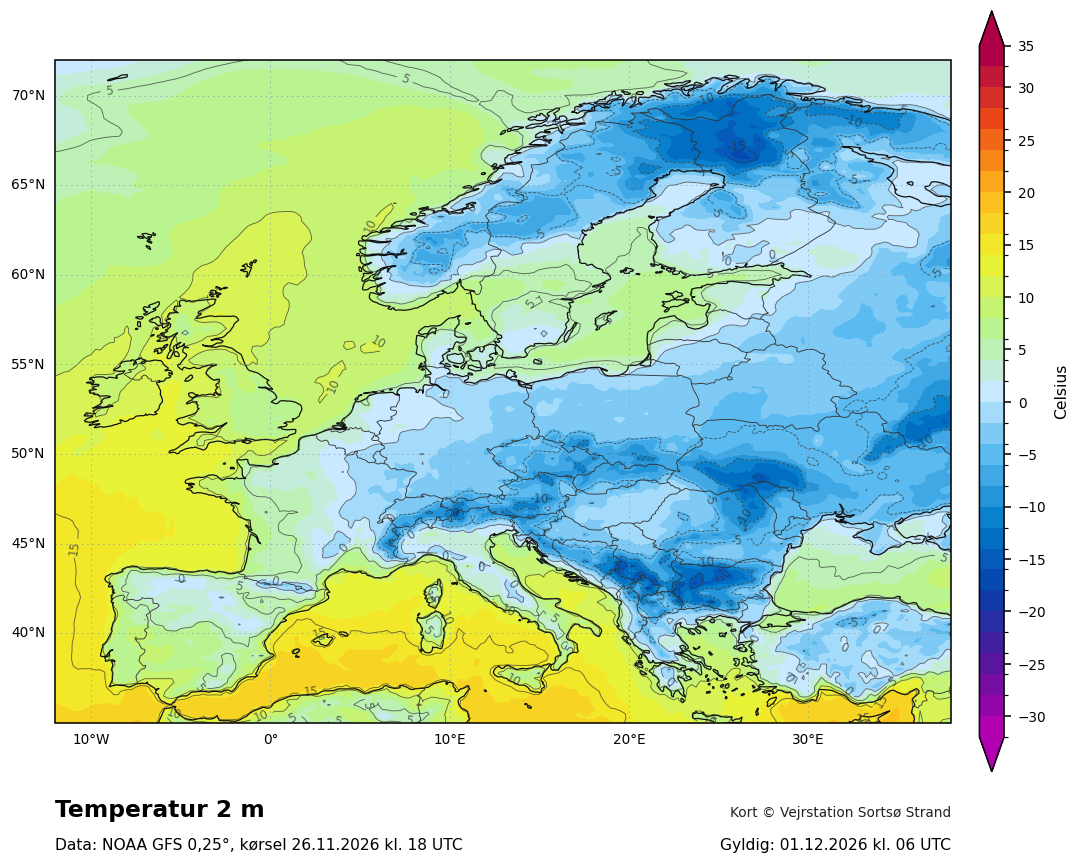 70°N
65°N
60°N
55°N
50°N
45°N
40°N
10°W
0°
10°E
20°E
30°E
35
30
25
20
15
10
5
0
−5
−10
−15
−20
−25
−30
Celsius
Temperatur 2 m
Kort © Vejrstation Sortsø Strand
Data: NOAA GFS 0,25°, kørsel 26.11.2026 kl. 18 UTC
Gyldig: 01.12.2026 kl. 06 UTC